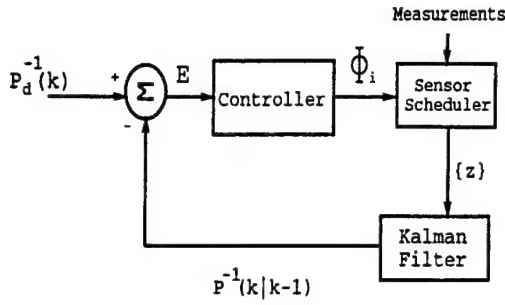 Measurements
P_d^{-1}(k)
+
Σ
-
E
Controller
Φ_i
Sensor
Scheduler
{z}
Kalman
Filter
P^{-1}(k|k-1)